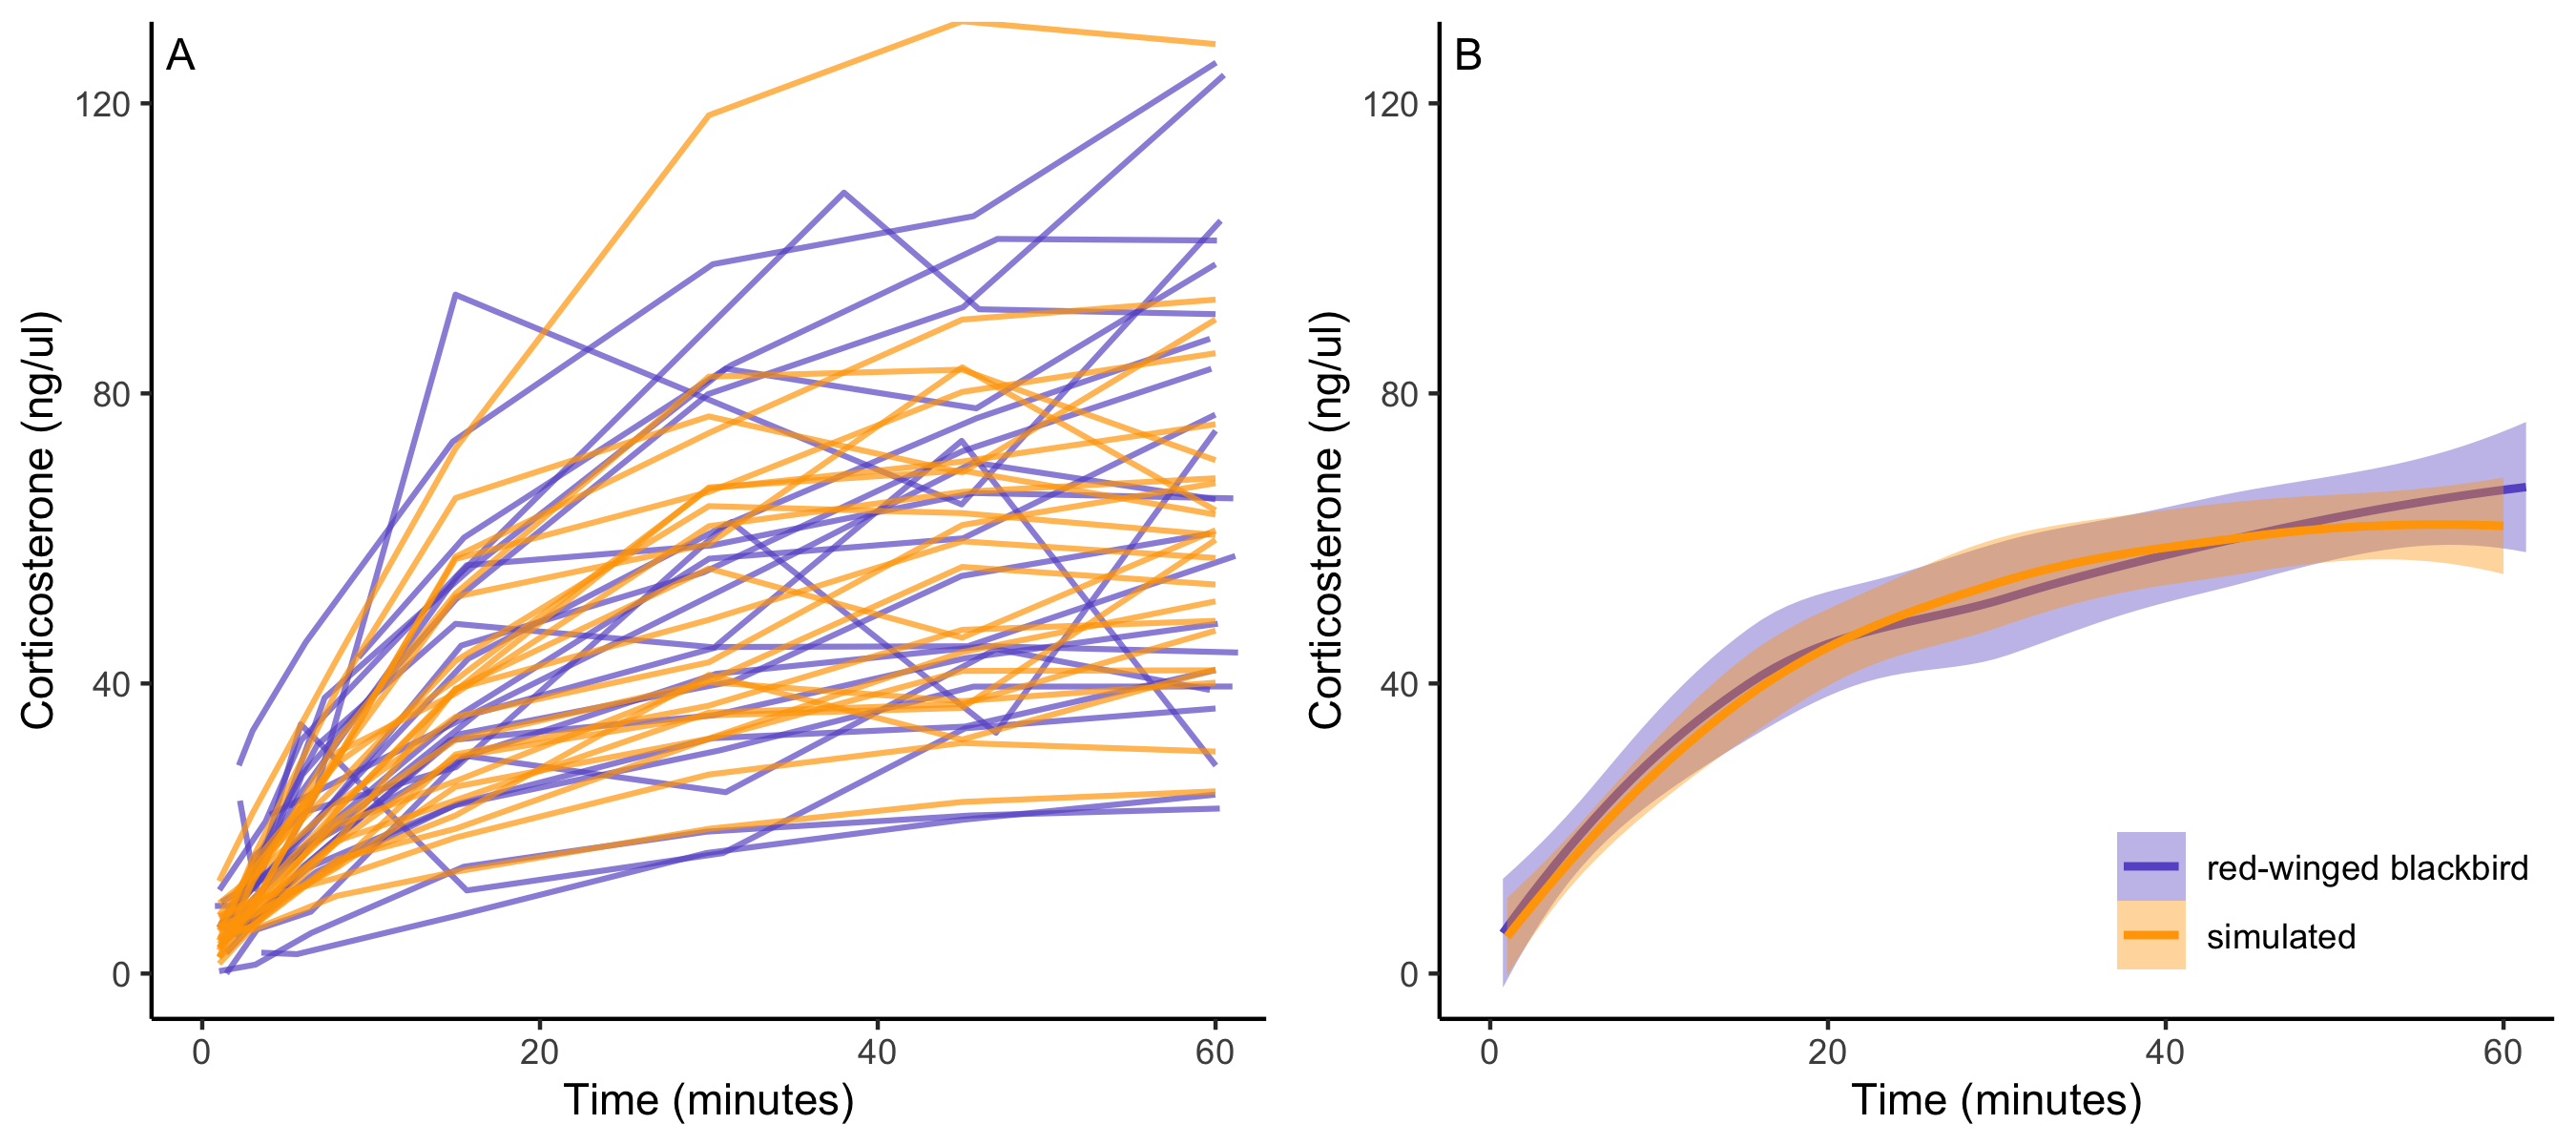 A
Corticosterone (ng/ul)
120
80
40
0
0 20 40 60
Time (minutes)
B
Corticosterone (ng/ul)
120
80
40
0
red-winged blackbird
simulated
0 20 40 60
Time (minutes)